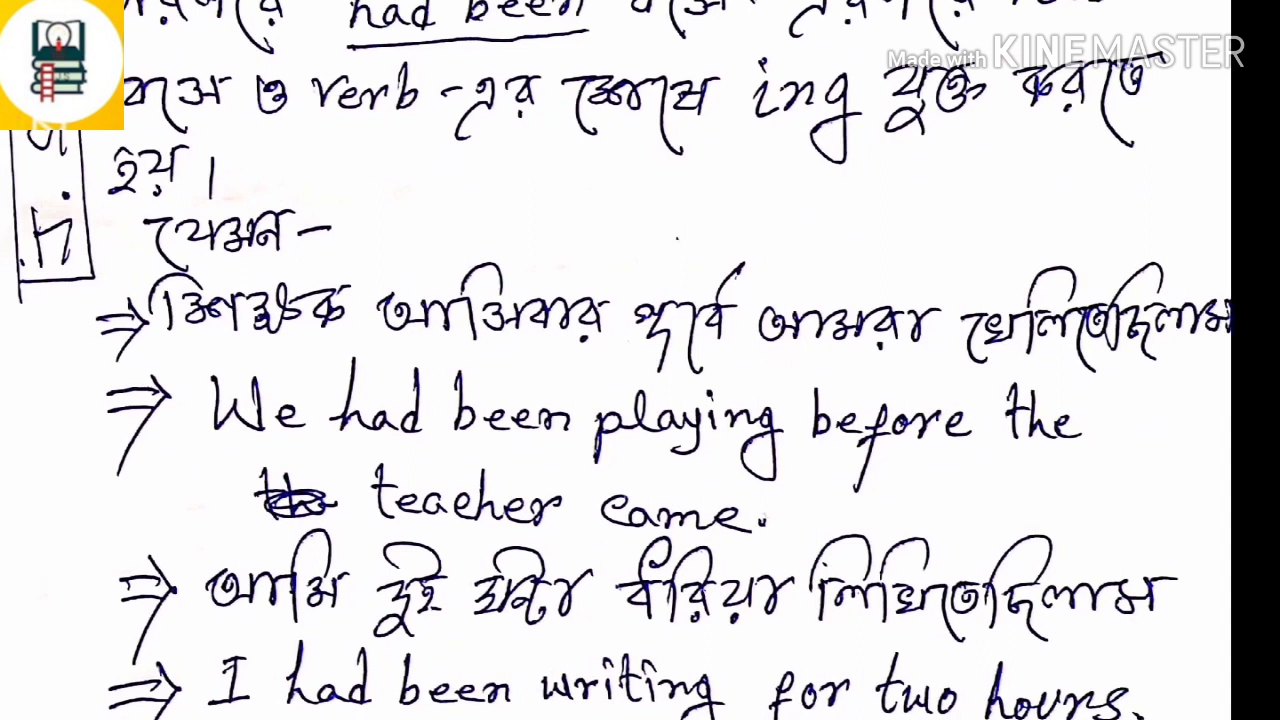 had been
Made with KINEMASTER
বসে ও verb-এর শেষে ing যুক্ত করতে
হয়।
যেমন-
⇒ শিক্ষক আসিবার পূর্বে আমরা খেলিতেছিলাম
⇒ We had been playing before the
teacher came.
⇒ আমি দুই ঘন্টা ধঁরিয়া লিখিতেছিলাম
⇒ I had been writing for two hours.